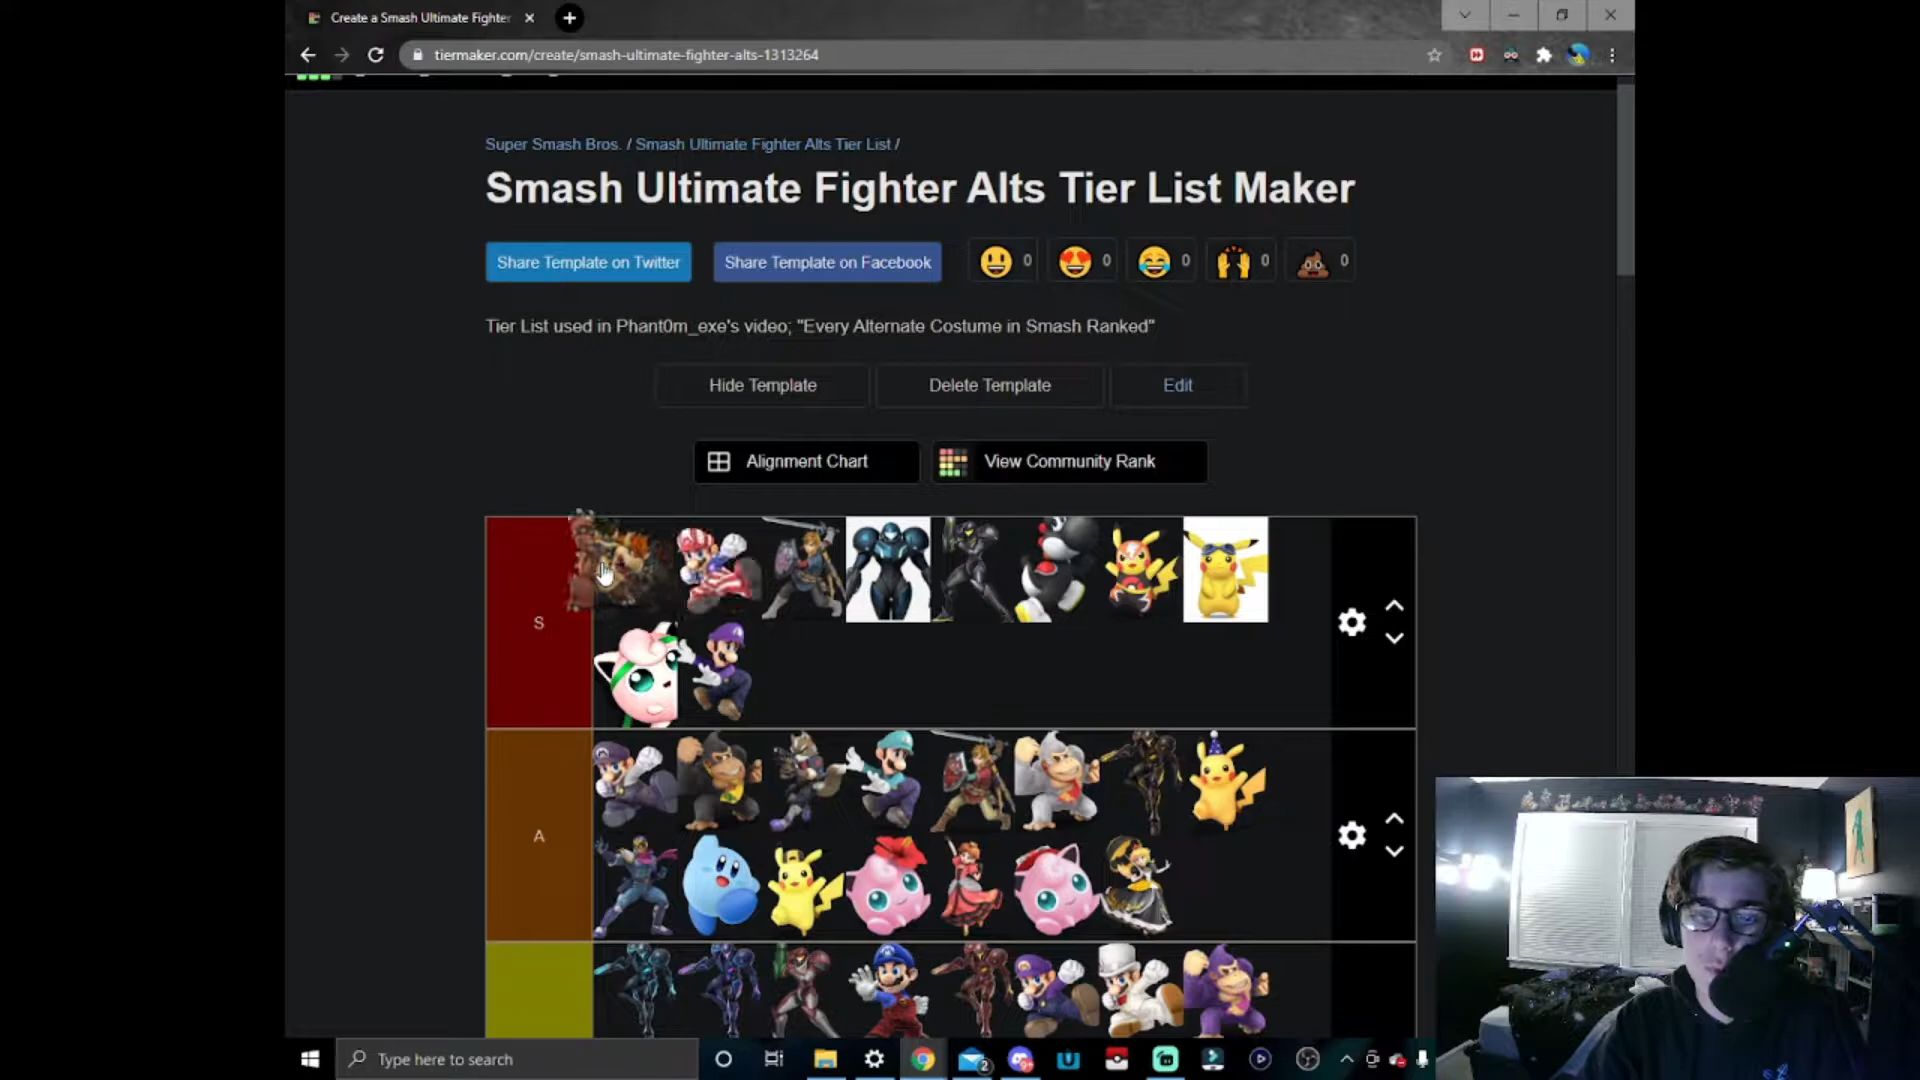 Create a Smash Ultimate Fighter
tiermaker.com/create/smash-ultimate-fighter-alts-1313264
Super Smash Bros. / Smash Ultimate Fighter Alts Tier List /
Smash Ultimate Fighter Alts Tier List Maker
Share Template on Twitter
Share Template on Facebook
0
0
0
0
0
Tier List used in Phant0m_exe's video; "Every Alternate Costume in Smash Ranked"
Hide Template
Delete Template
Edit
Alignment Chart
View Community Rank
S
A
Type here to search
2